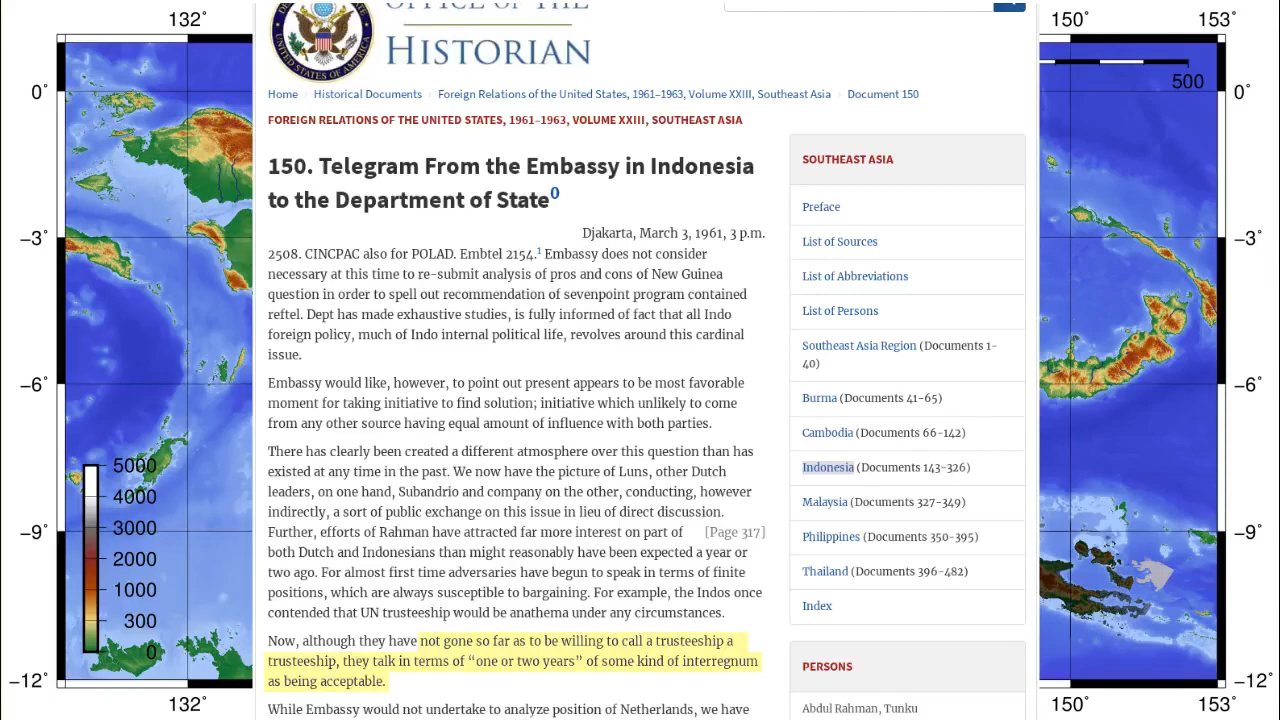 132°
150°
153°
OFFICE OF THE
HISTORIAN
UNITED STATES OF AMERICA
500
0°
0°
Home › Historical Documents › Foreign Relations of the United States, 1961–1963, Volume XXIII, Southeast Asia › Document 150
FOREIGN RELATIONS OF THE UNITED STATES, 1961–1963, VOLUME XXIII, SOUTHEAST ASIA
150. Telegram From the Embassy in Indonesia
to the Department of State0
Djakarta, March 3, 1961, 3 p.m.
2508. CINCPAC also for POLAD. Embtel 2154.1 Embassy does not consider
necessary at this time to re-submit analysis of pros and cons of New Guinea
question in order to spell out recommendation of sevenpoint program contained
reftel. Dept has made exhaustive studies, is fully informed of fact that all Indo
foreign policy, much of Indo internal political life, revolves around this cardinal
issue.
Embassy would like, however, to point out present appears to be most favorable
moment for taking initiative to find solution; initiative which unlikely to come
from any other source having equal amount of influence with both parties.
There has clearly been created a different atmosphere over this question than has
existed at any time in the past. We now have the picture of Luns, other Dutch
leaders, on one hand, Subandrio and company on the other, conducting, however
indirectly, a sort of public exchange on this issue in lieu of direct discussion.
Further, efforts of Rahman have attracted far more interest on part of [Page 317]
both Dutch and Indonesians than might reasonably have been expected a year or
two ago. For almost first time adversaries have begun to speak in terms of finite
positions, which are always susceptible to bargaining. For example, the Indos once
contended that UN trusteeship would be anathema under any circumstances.
Now, although they have not gone so far as to be willing to call a trusteeship a
trusteeship, they talk in terms of “one or two years” of some kind of interregnum
as being acceptable.
While Embassy would not undertake to analyze position of Netherlands, we have
SOUTHEAST ASIA
Preface
List of Sources
List of Abbreviations
List of Persons
Southeast Asia Region (Documents 1-
40)
Burma (Documents 41-65)
Cambodia (Documents 66-142)
Indonesia (Documents 143-326)
Malaysia (Documents 327-349)
Philippines (Documents 350-395)
Thailand (Documents 396-482)
Index
PERSONS
Abdul Rahman, Tunku
−3°
−3°
−6°
−6°
−9°
−9°
−12°
−12°
5000
4000
3000
2000
1000
300
0
132°
150°
153°